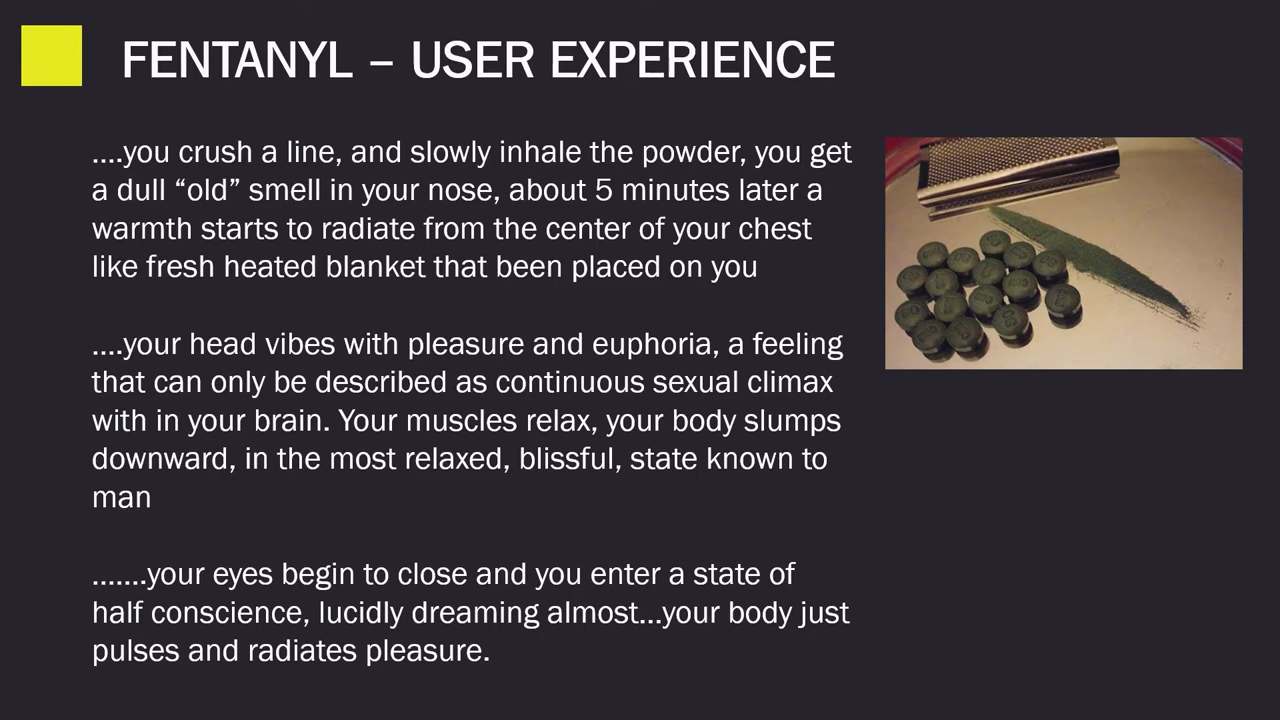 FENTANYL – USER EXPERIENCE
....you crush a line, and slowly inhale the powder, you get
a dull “old” smell in your nose, about 5 minutes later a
warmth starts to radiate from the center of your chest
like fresh heated blanket that been placed on you
....your head vibes with pleasure and euphoria, a feeling
that can only be described as continuous sexual climax
with in your brain. Your muscles relax, your body slumps
downward, in the most relaxed, blissful, state known to
man
.......your eyes begin to close and you enter a state of
half conscience, lucidly dreaming almost...your body just
pulses and radiates pleasure.